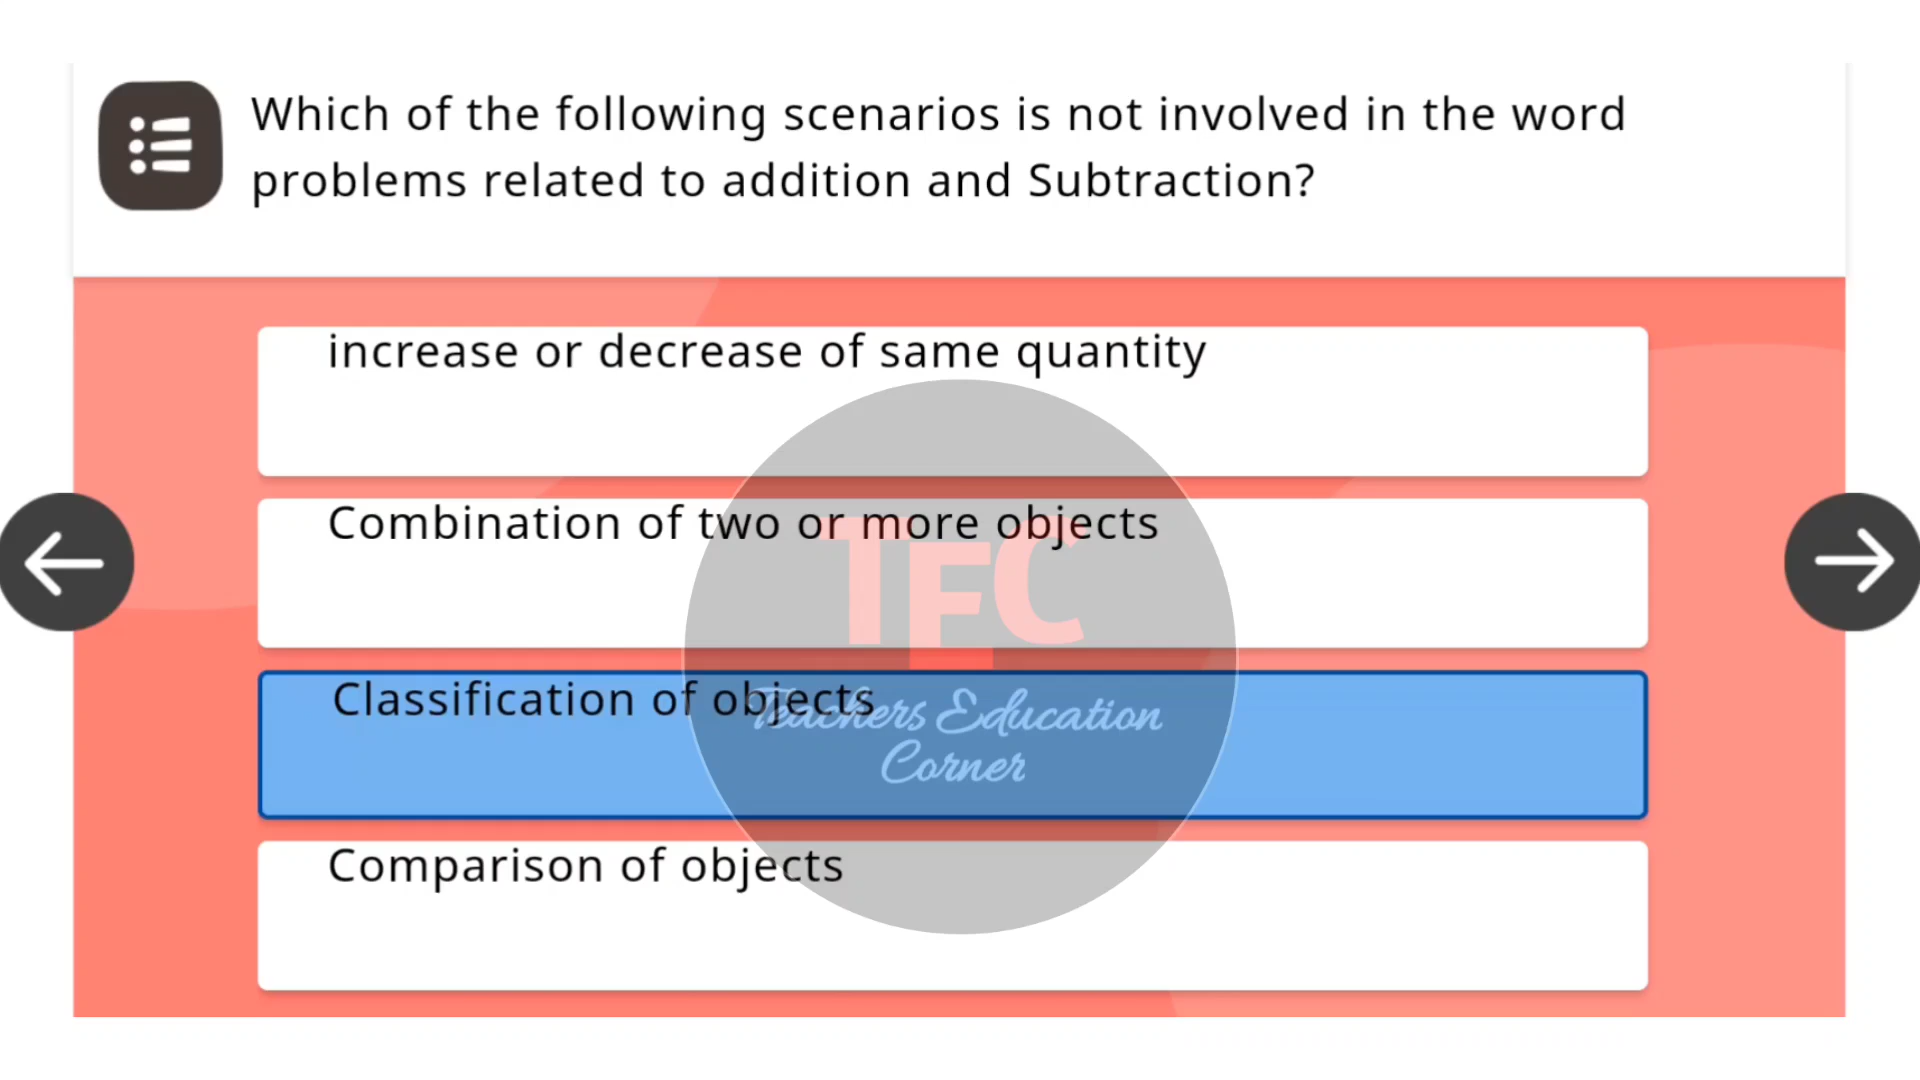 Which of the following scenarios is not involved in the word
problems related to addition and Subtraction?
increase or decrease of same quantity
Combination of two or more objects
Classification of objects
Comparison of objects
TFC
Teachers Education
Corner